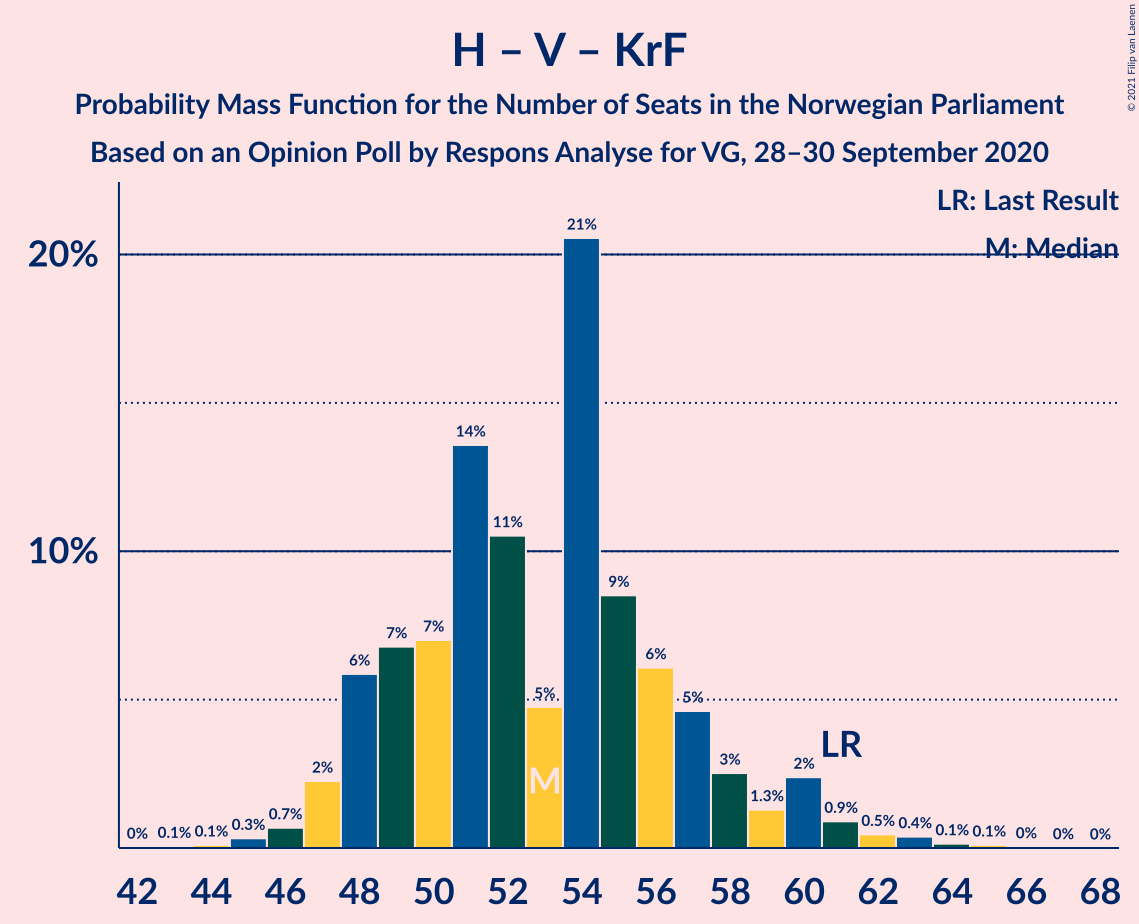 H – V – KrF
Probability Mass Function for the Number of Seats in the Norwegian Parliament
Based on an Opinion Poll by Respons Analyse for VG, 28–30 September 2020
© 2021 Filip van Laenen
LR: Last Result
M: Median
20%
10%
0% 0.1% 0.1% 0.3% 0.7% 2% 6% 7% 7% 14% 11% 5% 21% 9% 6% 5% 3% 1.3% 2% 0.9% 0.5% 0.4% 0.1% 0.1% 0% 0% 0%
M
LR
42 44 46 48 50 52 54 56 58 60 62 64 66 68